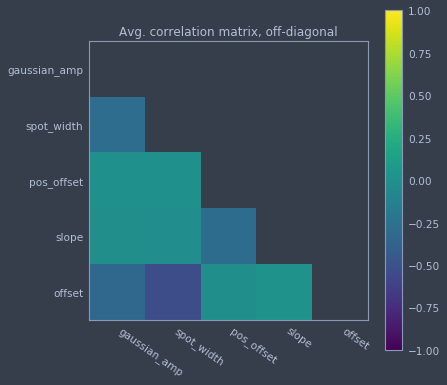 Avg. correlation matrix, off-diagonal
gaussian_amp
spot_width
pos_offset
slope
offset
gaussian_amp
spot_width
pos_offset
slope
offset
1.00
0.75
0.50
0.25
0.00
−0.25
−0.50
−0.75
−1.00